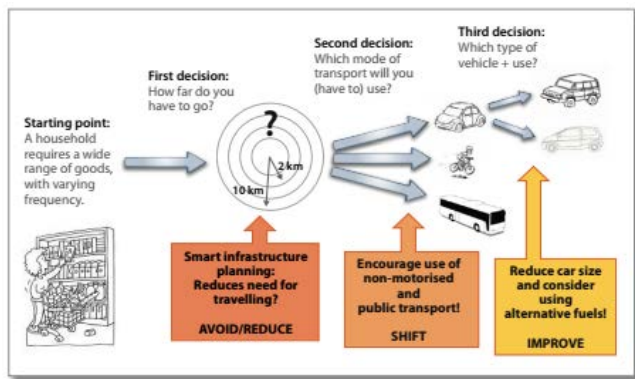 Starting point:
A household
requires a wide
range of goods,
with varying
frequency.
First decision:
How far do you
have to go?
?
2 km
10 km
Second decision:
Which mode of
transport will you
(have to) use?
Third decision:
Which type of
vehicle + use?
Smart infrastructure
planning:
Reduces need for
travelling?
AVOID/REDUCE
Encourage use of
non-motorised
and
public transport!
SHIFT
Reduce car size
and consider
using
alternative fuels!
IMPROVE